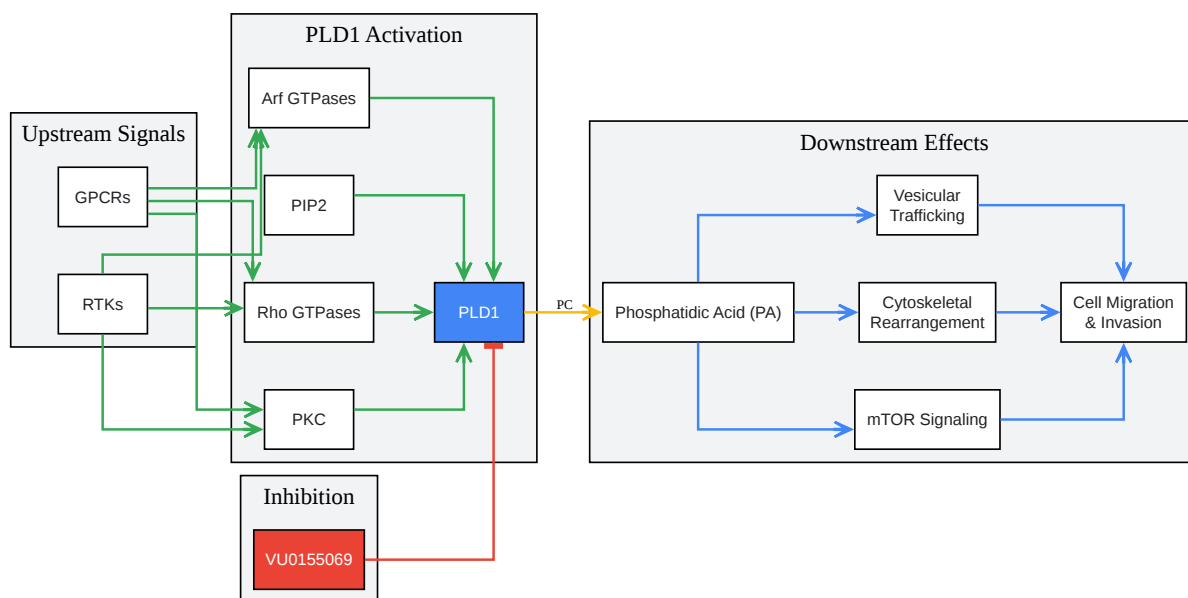 PLD1 Activation
Arf GTPases
Upstream Signals
GPCRs
PIP2
RTKs
Rho GTPases
PLD1
PKC
Inhibition
VU0155069
PC
Downstream Effects
Phosphatidic Acid (PA)
Vesicular
Trafficking
Cytoskeletal
Rearrangement
mTOR Signaling
Cell Migration
& Invasion